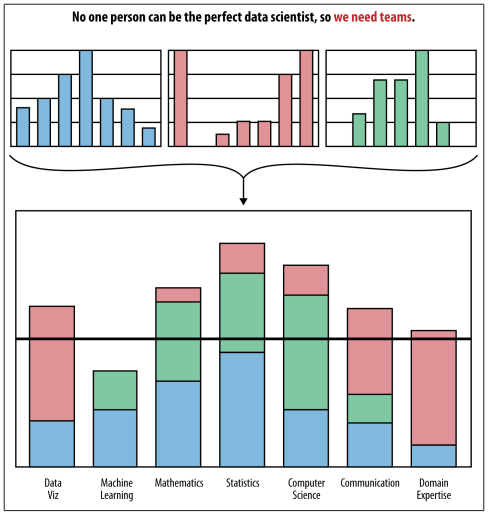 No one person can be the perfect data scientist, so we need teams.
Data
Viz
Machine
Learning
Mathematics
Statistics
Computer
Science
Communication
Domain
Expertise